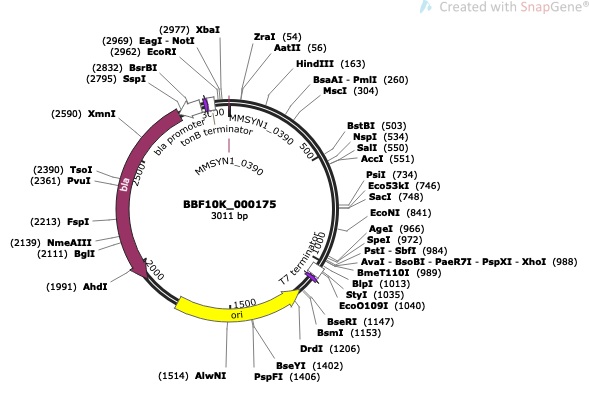 Created with SnapGene®
(2977) XbaI
(2969) EagI - NotI
(2962) EcoRI
(2832) BsrBI
(2795) SspI
(2590) XmnI
(2390) TsoI
(2361) PvuI
(2213) FspI
(2139) NmeAIII
(2111) BglI
(1991) AhdI
(1514) AlwNI
ZraI (54)
AatII (56)
HindIII (163)
BsaAI - PmlI (260)
MscI (304)
BstBI (503)
NspI (534)
SalI (550)
AccI (551)
PsiI (734)
Eco53kI (746)
SacI (748)
EcoNI (841)
AgeI (966)
SpeI (972)
PstI - SbfI (984)
AvaI - BsoBI - PaeR7I - PspXI - XhoI (988)
BmeT110I (989)
BlpI (1013)
StyI (1035)
EcoO109I (1040)
BseRI (1147)
BsmI (1153)
DrdI (1206)
BseYI (1402)
PspFI (1406)
3000
500
1000
1500
2000
2500
bla promoter
tonB terminator
MMSYN1_0390
MMSYN1_0390
T7 terminator
bla
ori
BBF10K_000175
3011 bp